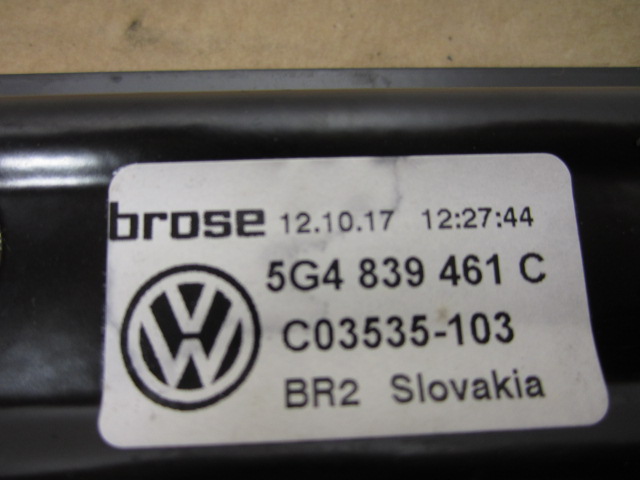 brose 12.10.17 12:27:44
5G4 839 461 C
C03535-103
BR2 Slovakia